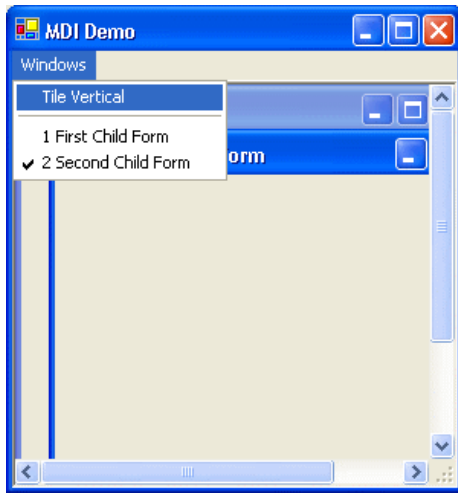 MDI Demo
Windows
Tile Vertical
1 First Child Form
2 Second Child Form
orm